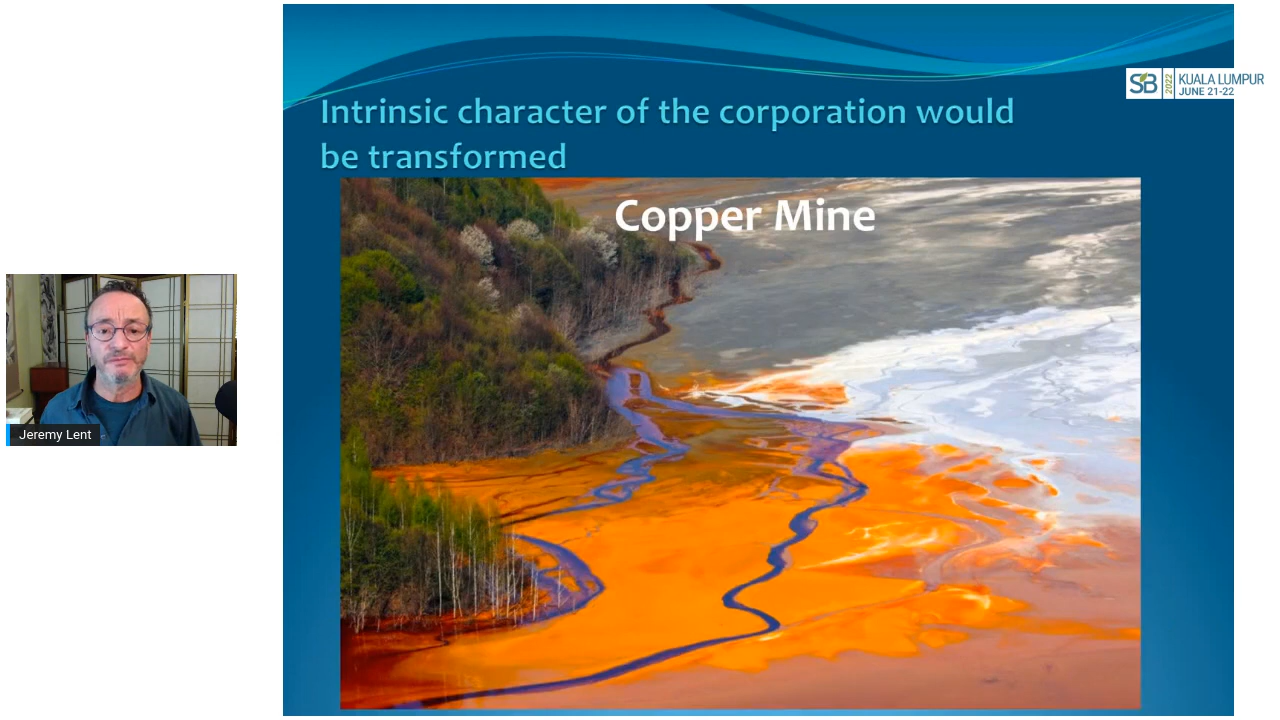 Intrinsic character of the corporation would
be transformed
SB 2022 KUALA LUMPUR
JUNE 21-22
Copper Mine
Jeremy Lent